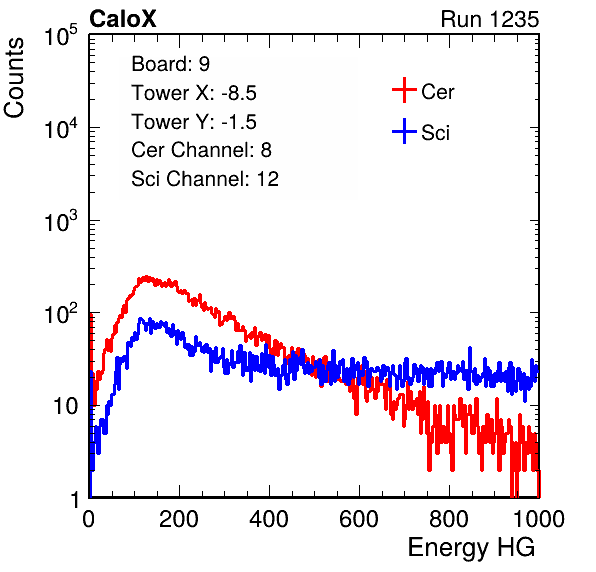 CaloX Run 1235
Counts
10^5
10^4
10^3
10^2
10
1
Board: 9
Tower X: -8.5
Tower Y: -1.5
Cer Channel: 8
Sci Channel: 12
Cer
Sci
0 200 400 600 800 1000
Energy HG